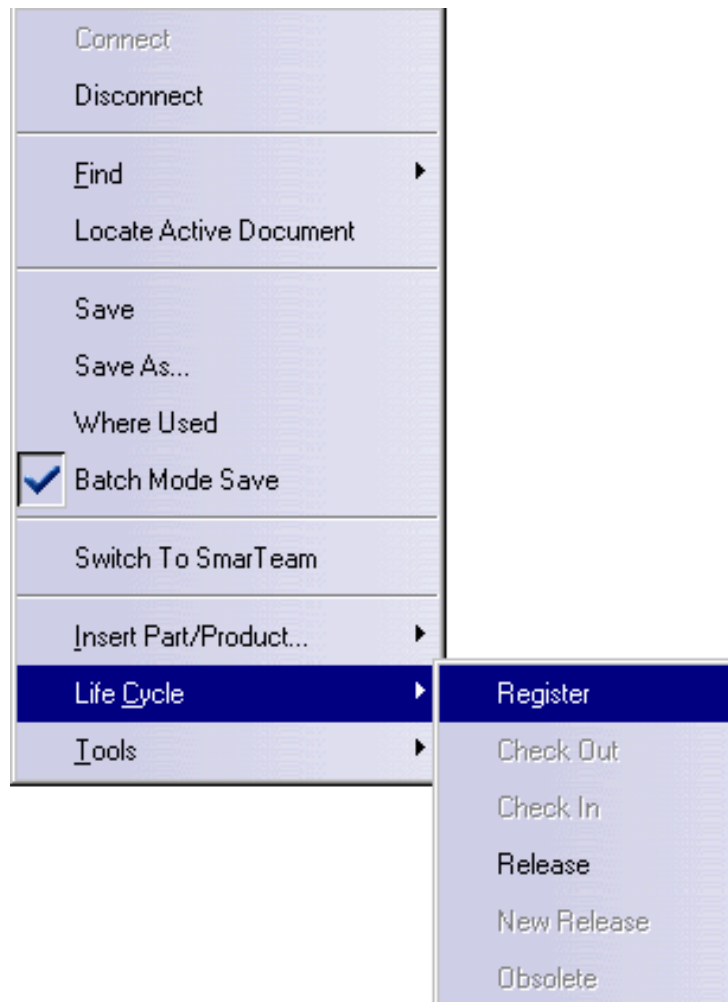 Connect
Disconnect
Find
Locate Active Document
Save
Save As...
Where Used
Batch Mode Save
Switch To SmarTeam
Insert Part/Product...
Life Cycle
Register
Tools
Check Out
Check In
Release
New Release
Obsolete